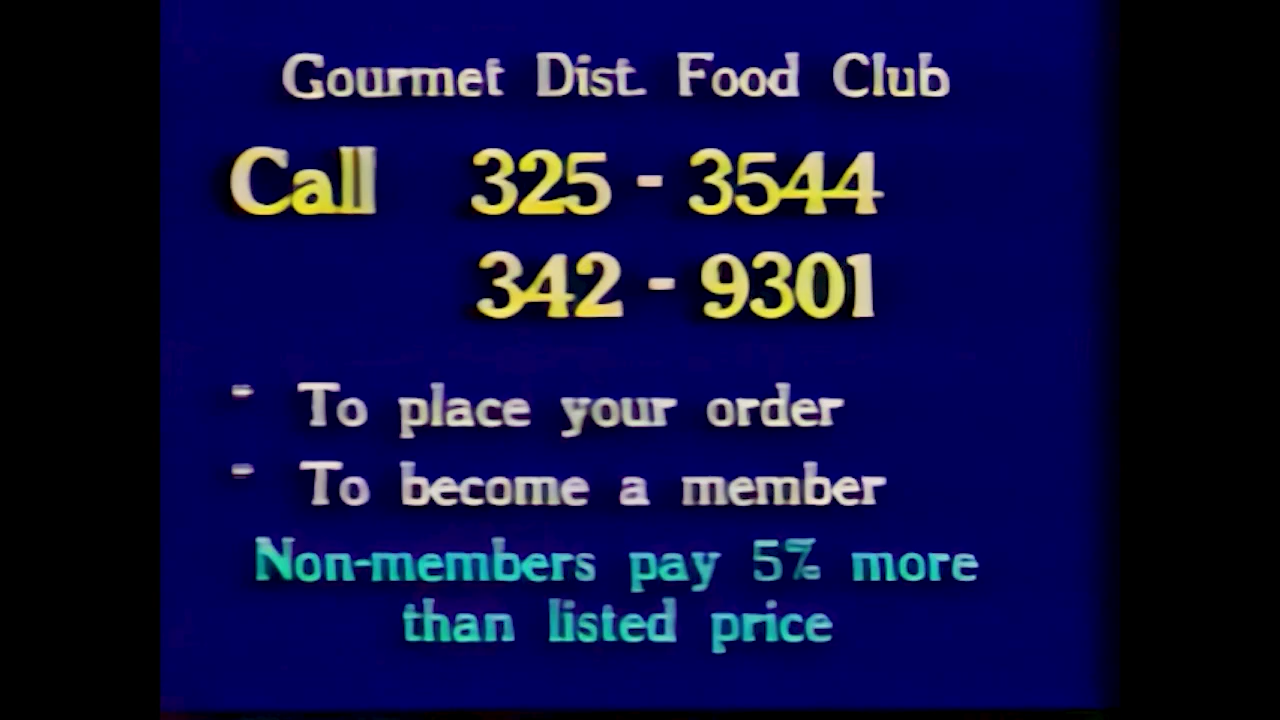 Gourmet Dist. Food Club
Call 325 - 3544
342 - 9301
- To place your order
- To become a member
Non-members pay 5% more
than listed price